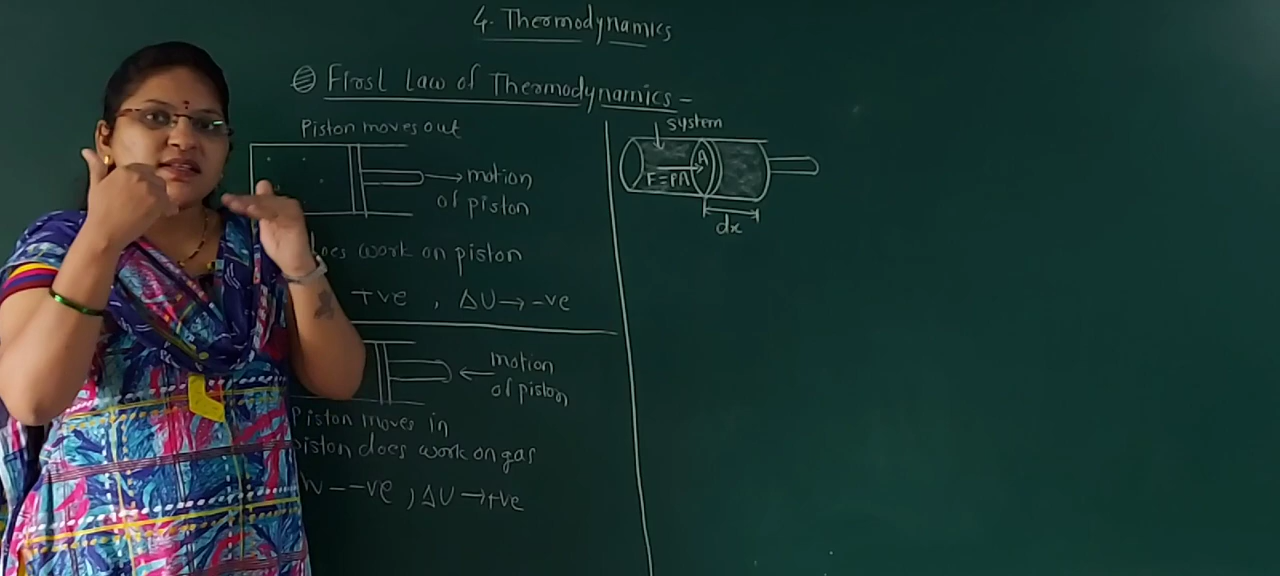 4. Thermodynamics
First Law of Thermodynamics -
Piston moves out
→ motion
of piston
does work on piston
+ve , ΔU → -ve
← motion
of piston
Piston moves in
piston does work on gas
W - -ve , ΔU → +ve
system
A
F = PA
dx